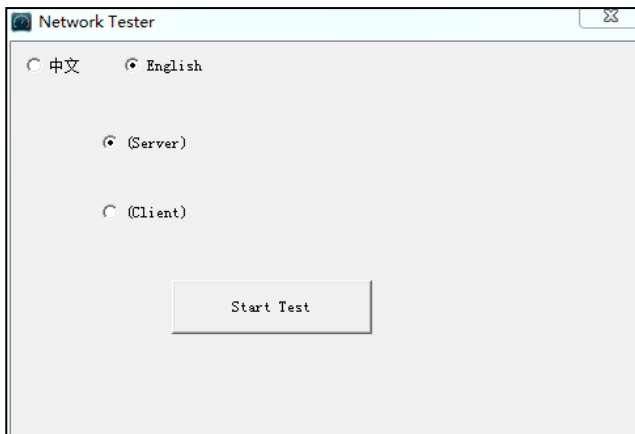 Network Tester
中文 English
(Server)
(Client)
Start Test